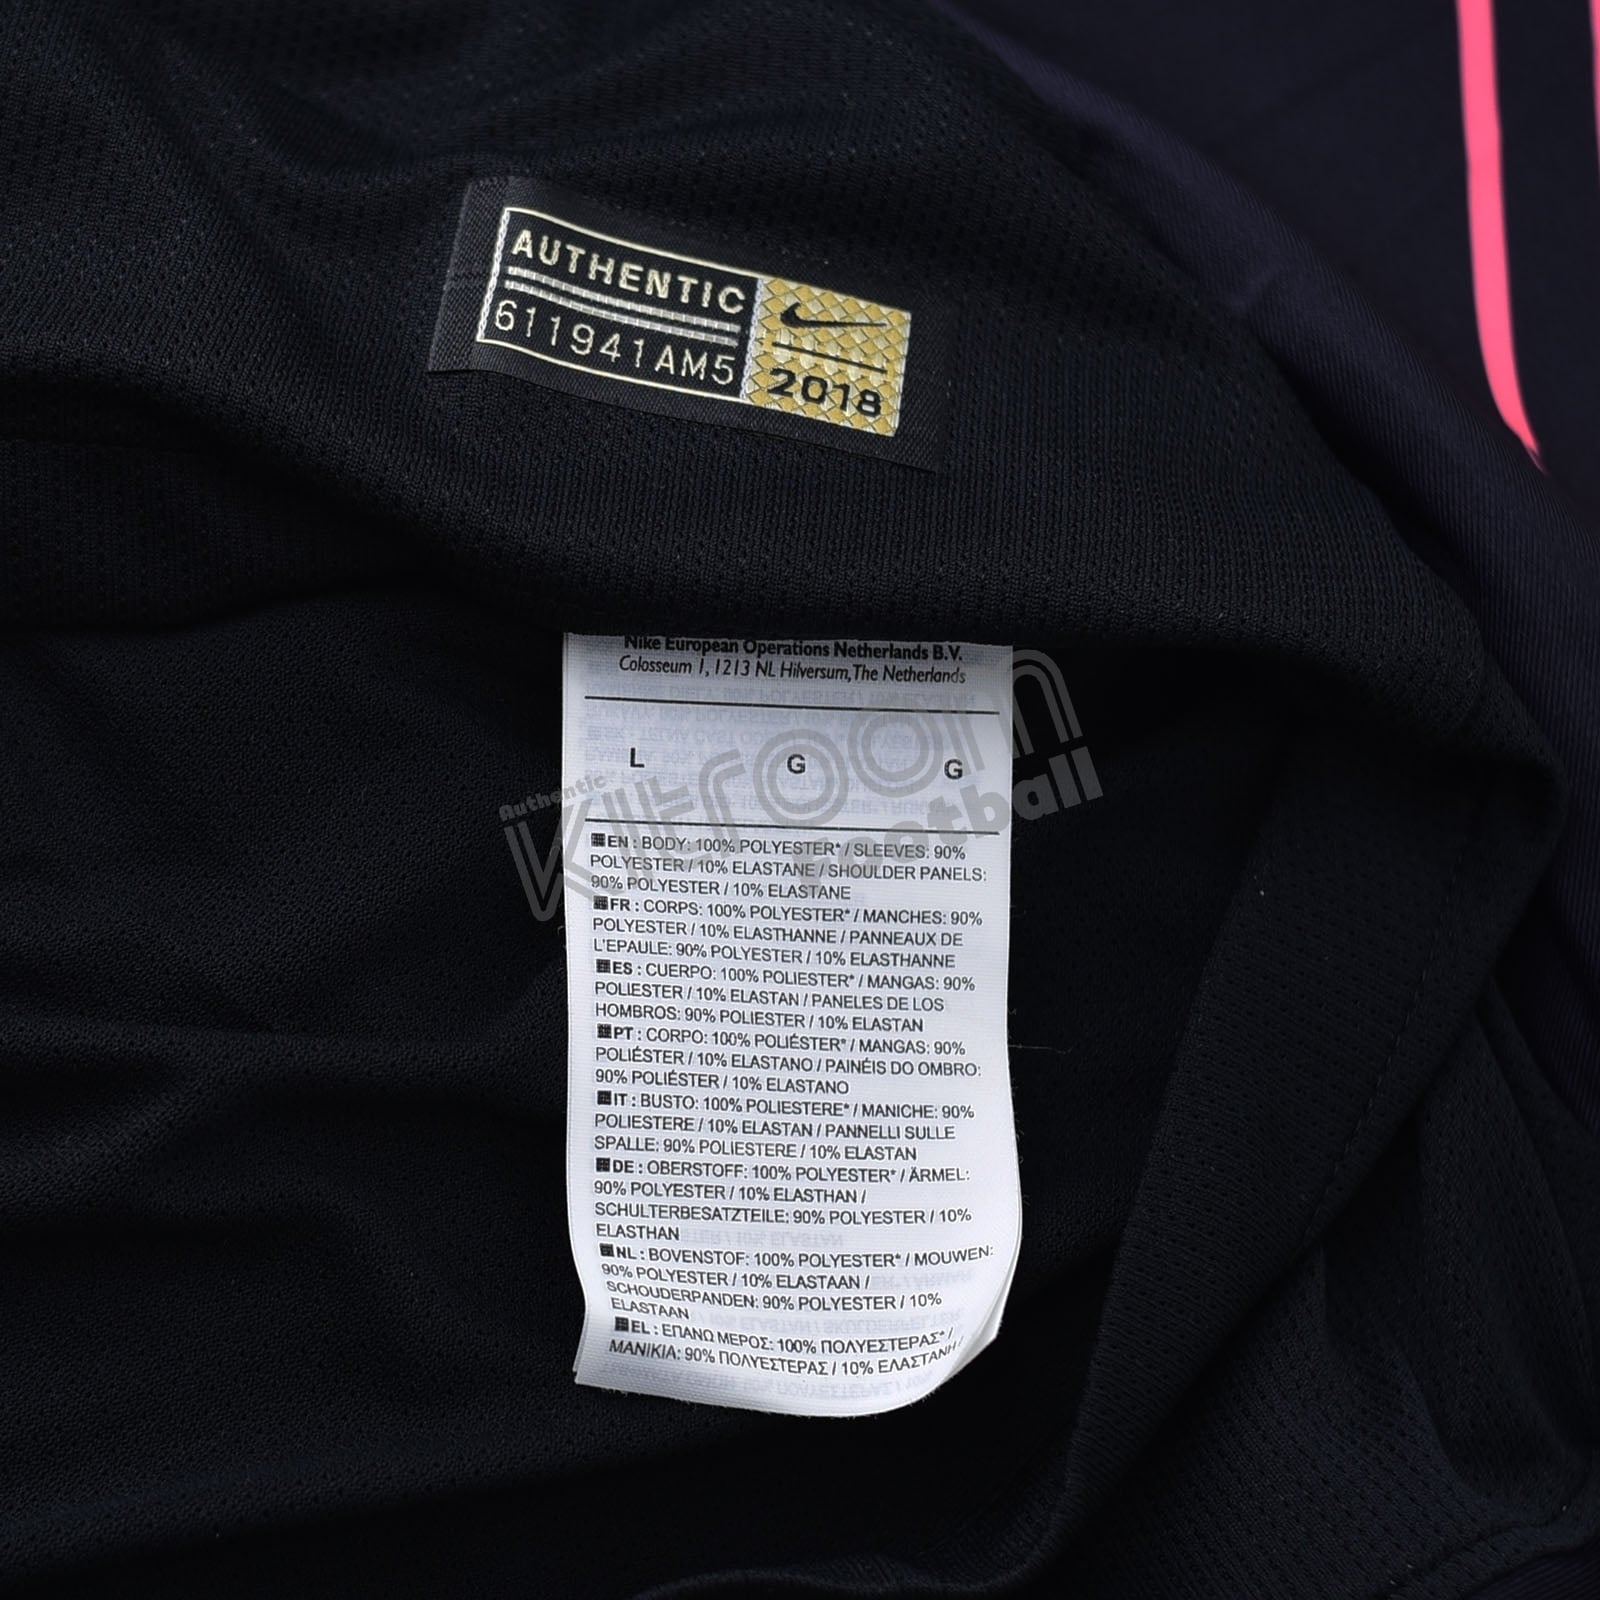 AUTHENTIC
611941AM5
2018
Nike European Operations Netherlands B.V.
Colosseum 1, 1213 NL Hilversum, The Netherlands
L G G
Authentic
Kitroom
Football
EN : BODY: 100% POLYESTER* / SLEEVES: 90%
POLYESTER / 10% ELASTANE / SHOULDER PANELS:
90% POLYESTER / 10% ELASTANE
FR : CORPS: 100% POLYESTER* / MANCHES: 90%
POLYESTER / 10% ELASTHANNE / PANNEAUX DE
L'EPAULE: 90% POLYESTER / 10% ELASTHANNE
ES : CUERPO: 100% POLIESTER* / MANGAS: 90%
POLIESTER / 10% ELASTAN / PANELES DE LOS
HOMBROS: 90% POLIESTER / 10% ELASTAN
PT : CORPO: 100% POLIÉSTER* / MANGAS: 90%
POLIÉSTER / 10% ELASTANO / PAINÉIS DO OMBRO:
90% POLIÉSTER / 10% ELASTANO
IT : BUSTO: 100% POLIESTERE* / MANICHE: 90%
POLIESTERE / 10% ELASTAN / PANNELLI SULLE
SPALLE: 90% POLIESTERE / 10% ELASTAN
DE : OBERSTOFF: 100% POLYESTER* / ÄRMEL:
90% POLYESTER / 10% ELASTHAN /
SCHULTERBESATZTEILE: 90% POLYESTER / 10%
ELASTHAN
NL : BOVENSTOF: 100% POLYESTER* / MOUWEN:
90% POLYESTER / 10% ELASTAAN /
SCHOUDERPANDEN: 90% POLYESTER / 10%
ELASTAAN
EL : ΕΠΑΝΩ ΜΕΡΟΣ: 100% ΠΟΛΥΕΣΤΕΡΑΣ* /
ΜΑΝΙΚΙΑ: 90% ΠΟΛΥΕΣΤΕΡΑΣ / 10% ΕΛΑΣΤΑΝΗ /